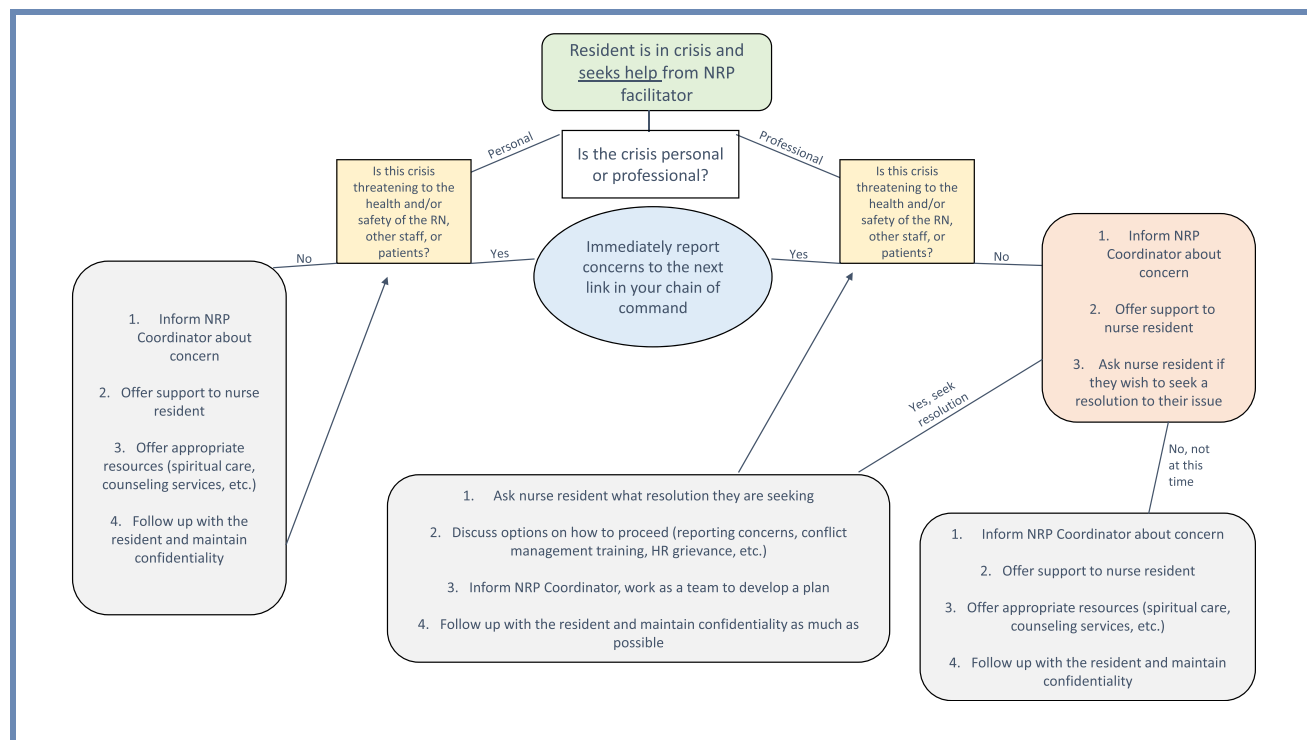 Resident is in crisis and
seeks help from NRP
facilitator
Personal
Professional
Is the crisis personal
or professional?
Is this crisis
threatening to the
health and/or
safety of the RN,
other staff, or
patients?
Is this crisis
threatening to the
health and/or
safety of the RN,
other staff, or
patients?
No
Yes
Immediately report
concerns to the next
link in your chain of
command
Yes
No
1. Inform NRP
Coordinator about
concern
2. Offer support to
nurse resident
3. Ask nurse resident if
they wish to seek a
resolution to their issue
1. Inform NRP
Coordinator about
concern
2. Offer support to nurse
resident
3. Offer appropriate
resources (spiritual care,
counseling services, etc.)
4. Follow up with the
resident and maintain
confidentiality
Yes, seek
resolution
No, not
at this
time
1. Ask nurse resident what resolution they are seeking
2. Discuss options on how to proceed (reporting concerns, conflict
management training, HR grievance, etc.)
3. Inform NRP Coordinator, work as a team to develop a plan
4. Follow up with the resident and maintain confidentiality as much as
possible
1. Inform NRP Coordinator about concern
2. Offer support to nurse resident
3. Offer appropriate resources (spiritual care,
counseling services, etc.)
4. Follow up with the resident and maintain
confidentiality